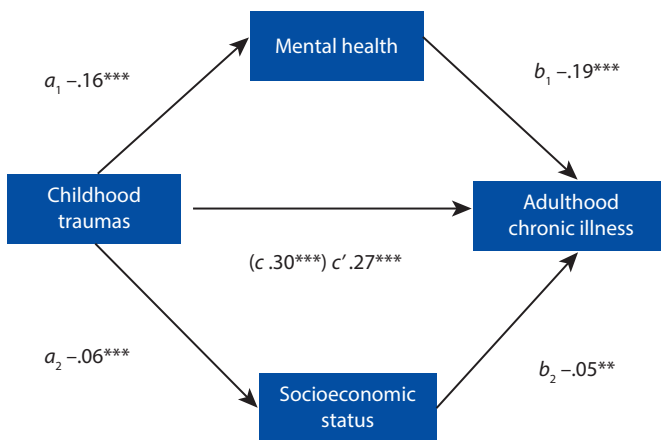 Mental health
a₁ –.16***
b₁ –.19***
Childhood
traumas
Adulthood
chronic illness
(c .30***) c′ .27***
a₂ –.06***
b₂ –.05**
Socioeconomic
status